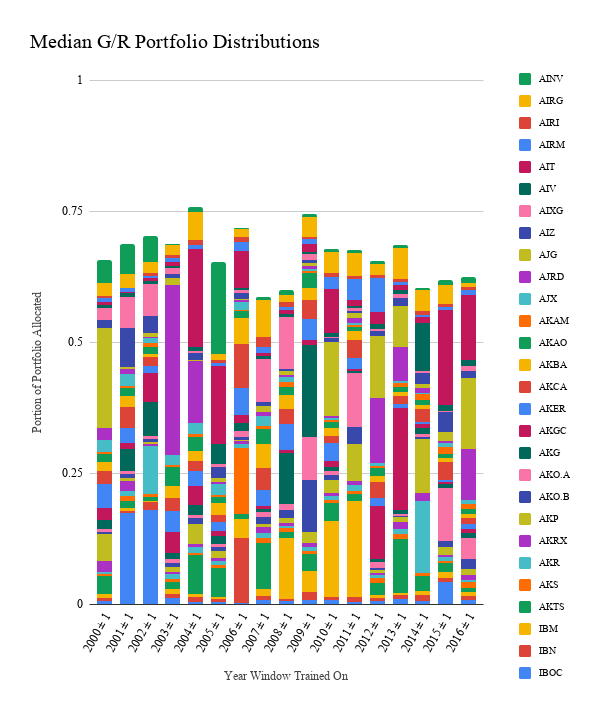 Median G/R Portfolio Distributions
1
0.75
0.5
0.25
0
Portion of Portfolio Allocated
2000±1
2001±1
2002±1
2003±1
2004±1
2005±1
2006±1
2007±1
2008±1
2009±1
2010±1
2011±1
2012±1
2013±1
2014±1
2015±1
2016±1
Year Window Trained On
AINV
AIRG
AIRI
AIRM
AIT
AIV
AIXG
AIZ
AJG
AJRD
AJX
AKAM
AKAO
AKBA
AKCA
AKER
AKGC
AKG
AKO.A
AKO.B
AKP
AKRX
AKR
AKS
AKTS
IBM
IBN
IBOC